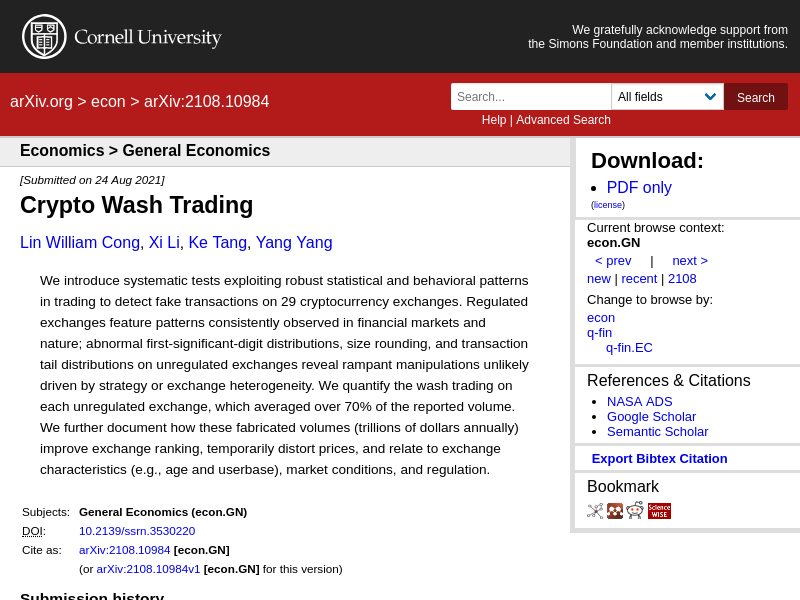 Cornell University
We gratefully acknowledge support from
the Simons Foundation and member institutions.
arXiv.org > econ > arXiv:2108.10984
Search...
All fields
Search
Help | Advanced Search
Economics > General Economics
[Submitted on 24 Aug 2021]
Crypto Wash Trading
Lin William Cong, Xi Li, Ke Tang, Yang Yang
We introduce systematic tests exploiting robust statistical and behavioral patterns
in trading to detect fake transactions on 29 cryptocurrency exchanges. Regulated
exchanges feature patterns consistently observed in financial markets and
nature; abnormal first-significant-digit distributions, size rounding, and transaction
tail distributions on unregulated exchanges reveal rampant manipulations unlikely
driven by strategy or exchange heterogeneity. We quantify the wash trading on
each unregulated exchange, which averaged over 70% of the reported volume.
We further document how these fabricated volumes (trillions of dollars annually)
improve exchange ranking, temporarily distort prices, and relate to exchange
characteristics (e.g., age and userbase), market conditions, and regulation.
Subjects: General Economics (econ.GN)
DOI: 10.2139/ssrn.3530220
Cite as: arXiv:2108.10984 [econ.GN]
(or arXiv:2108.10984v1 [econ.GN] for this version)
Submission history
Download:
PDF only
(license)
Current browse context:
econ.GN
< prev | next >
new | recent | 2108
Change to browse by:
econ
q-fin
q-fin.EC
References & Citations
NASA ADS
Google Scholar
Semantic Scholar
Export Bibtex Citation
Bookmark
Science
WISE